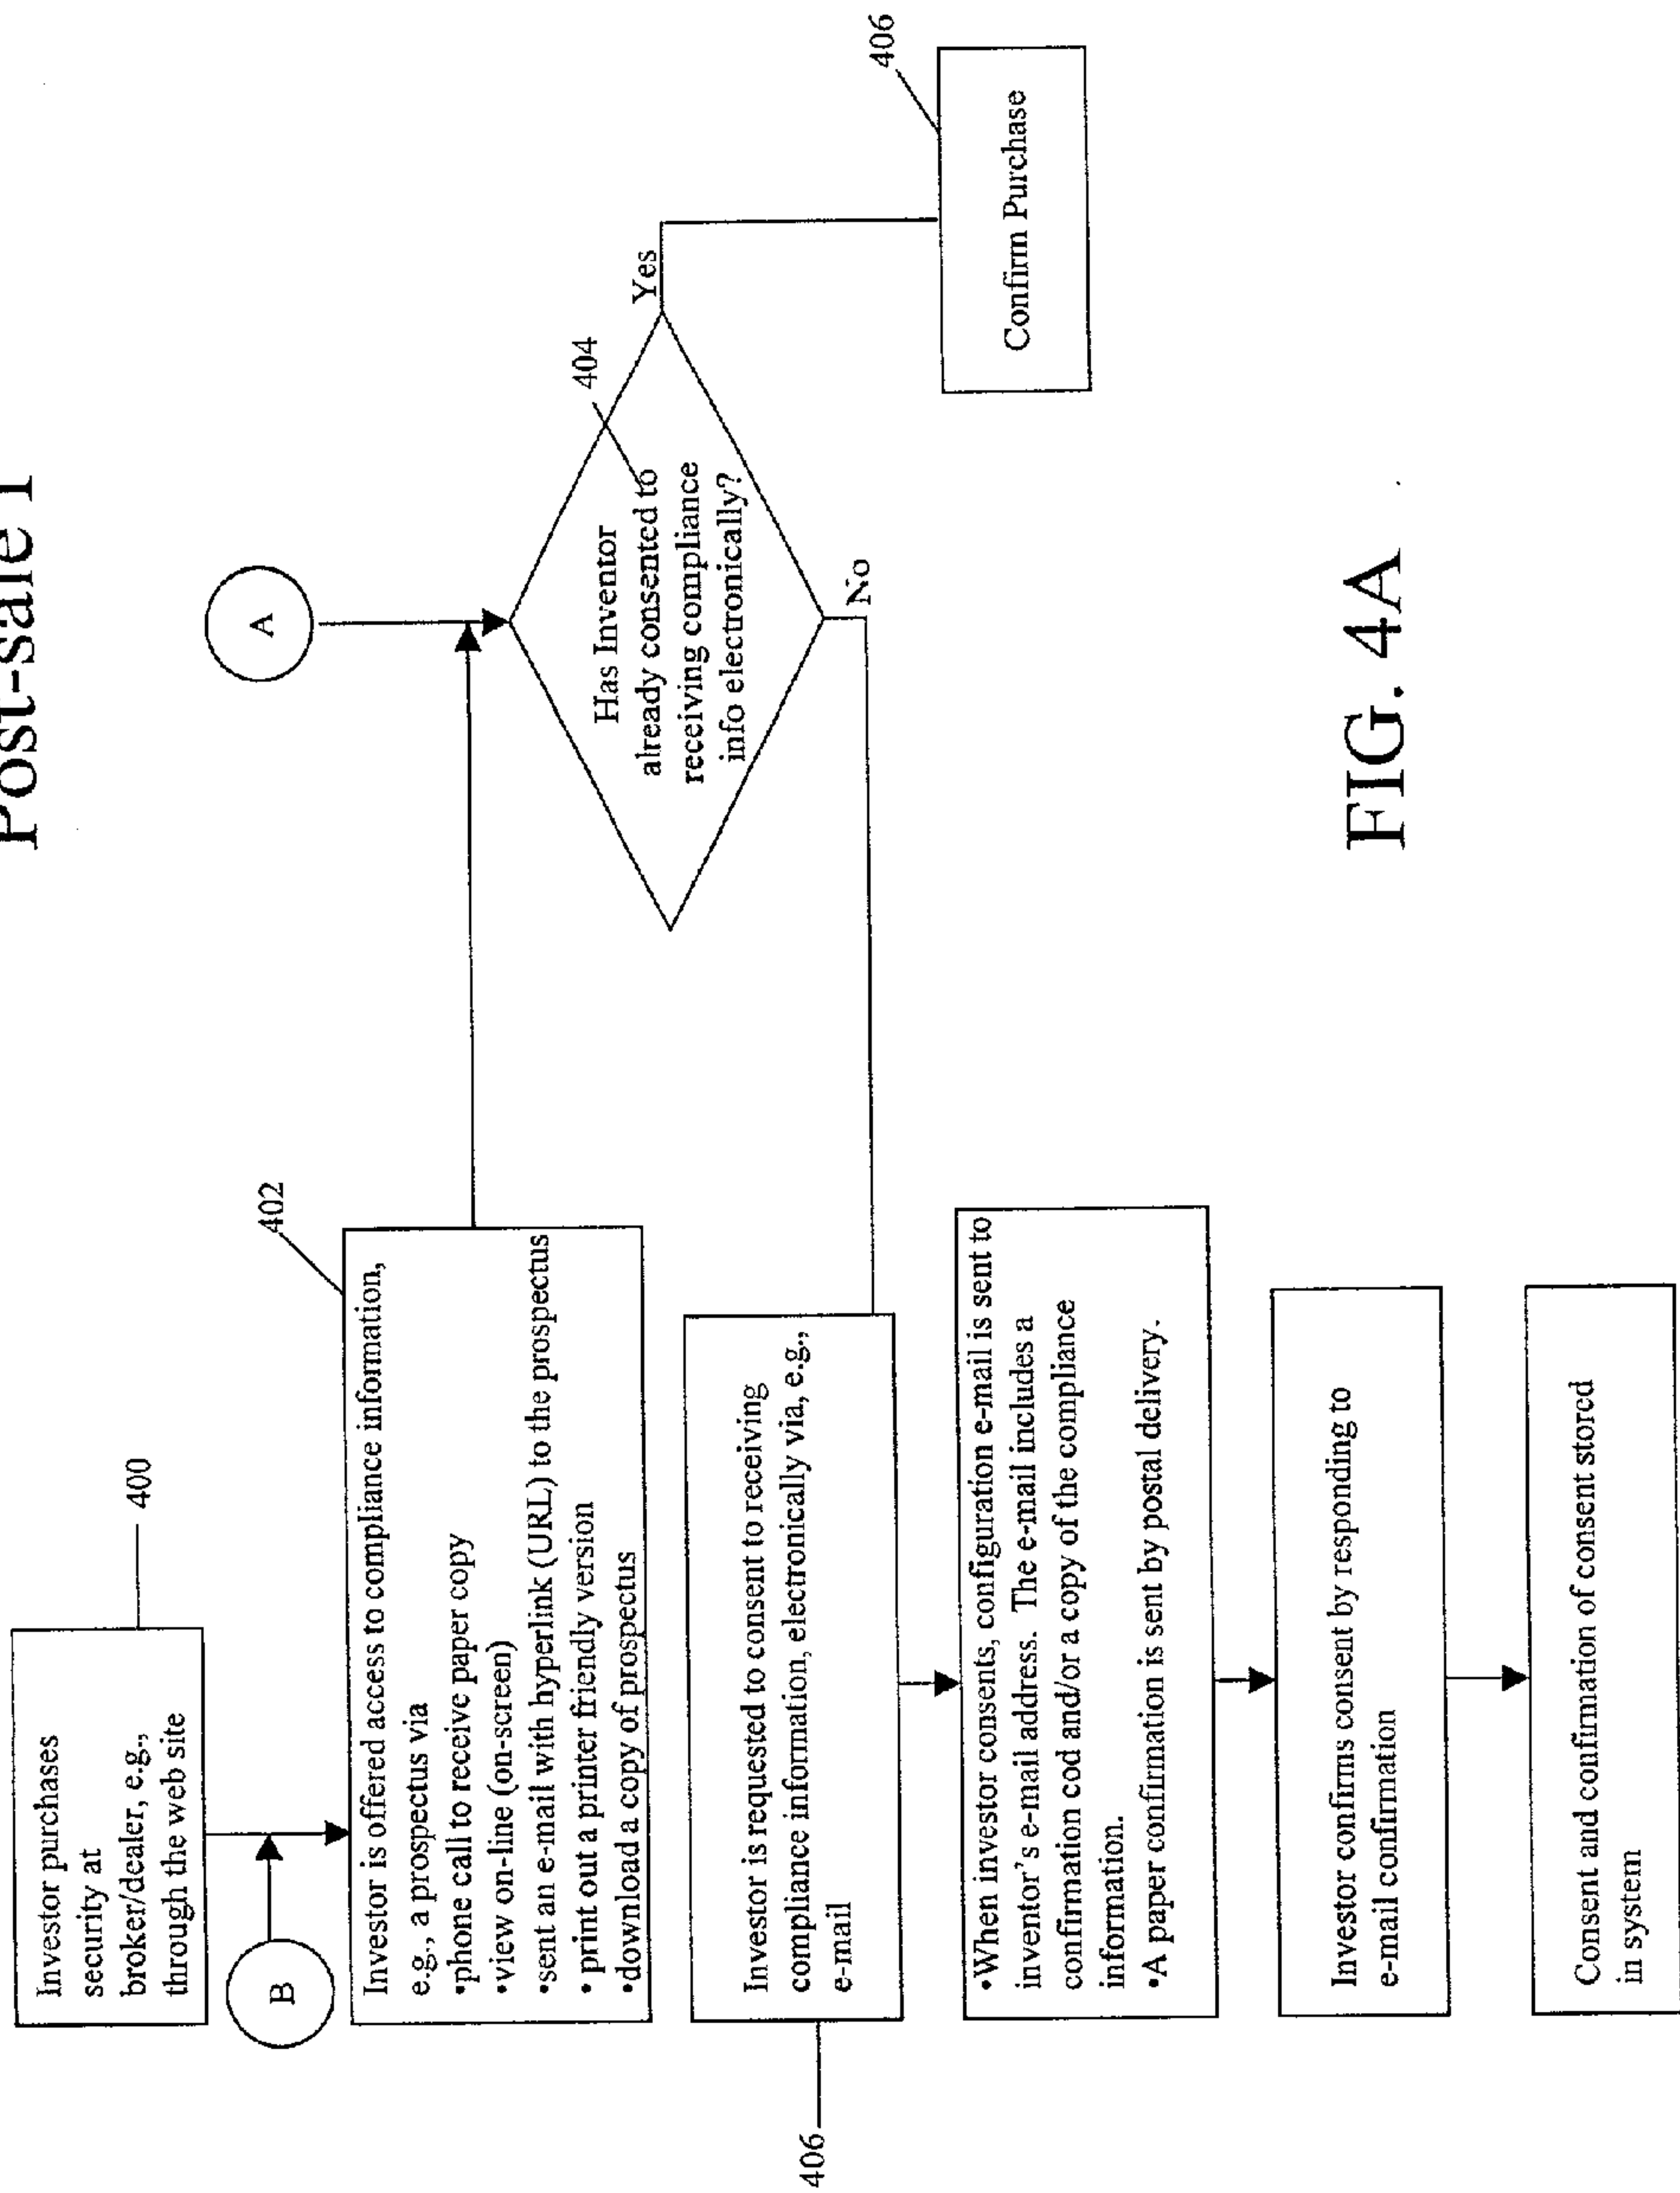 Post-sale 1
Investor purchases
security at
broker/dealer, e.g.,
through the web site
400
B
A
402
Investor is offered access to compliance information,
e.g., a prospectus via
•phone call to receive paper copy
•view on-line (on-screen)
•sent an e-mail with hyperlink (URL) to the prospectus
• print out a printer friendly version
•download a copy of prospectus
404
Has Inventor
already consented to
receiving compliance
info electronically?
Yes
No
406
Confirm Purchase
406
Investor is requested to consent to receiving
compliance information, electronically via, e.g.,
e-mail
•When investor consents, configuration e-mail is sent to
inventor's e-mail address. The e-mail includes a
confirmation cod and/or a copy of the compliance
information.
•A paper confirmation is sent by postal delivery.
Investor confirms consent by responding to
e-mail confirmation
Consent and confirmation of consent stored
in system
FIG. 4A